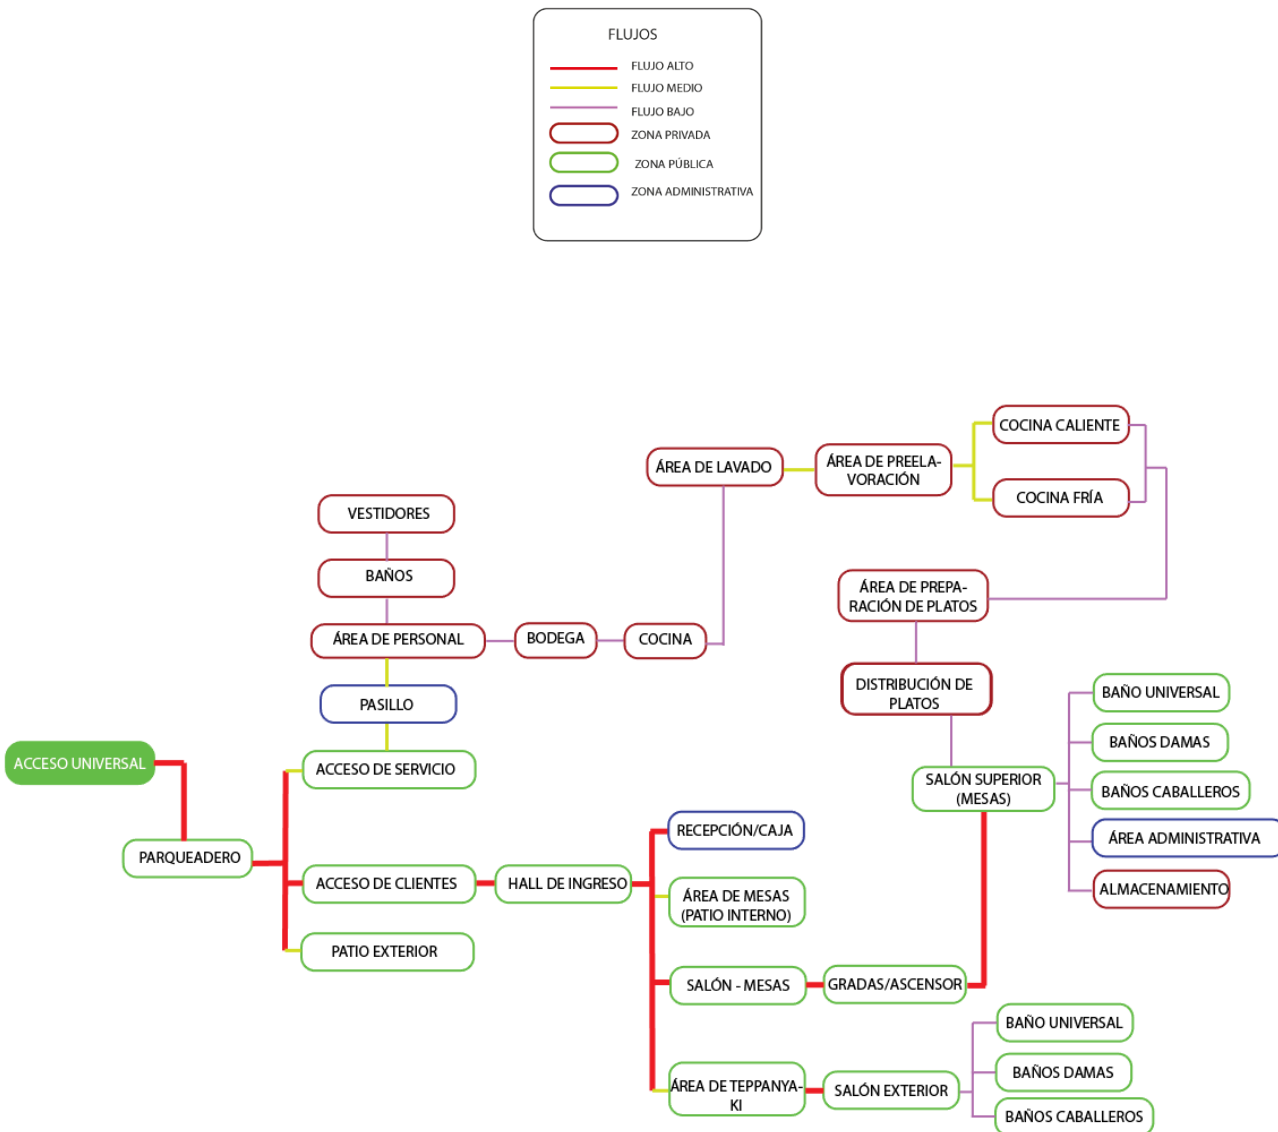 FLUJOS
FLUJO ALTO
FLUJO MEDIO
FLUJO BAJO
ZONA PRIVADA
ZONA PÚBLICA
ZONA ADMINISTRATIVA
COCINA CALIENTE
ÁREA DE LAVADO
ÁREA DE PREELA-
VORACIÓN
COCINA FRÍA
VESTIDORES
BAÑOS
ÁREA DE PREPA-
RACIÓN DE PLATOS
ÁREA DE PERSONAL
BODEGA
COCINA
DISTRIBUCIÓN DE
PLATOS
PASILLO
BAÑO UNIVERSAL
BAÑOS DAMAS
ACCESO UNIVERSAL
ACCESO DE SERVICIO
SALÓN SUPERIOR
(MESAS)
BAÑOS CABALLEROS
RECEPCIÓN/CAJA
ÁREA ADMINISTRATIVA
PARQUEADERO
ACCESO DE CLIENTES
HALL DE INGRESO
ÁREA DE MESAS
(PATIO INTERNO)
ALMACENAMIENTO
PATIO EXTERIOR
SALÓN - MESAS
GRADAS/ASCENSOR
BAÑO UNIVERSAL
ÁREA DE TEPPANYA-
KI
SALÓN EXTERIOR
BAÑOS DAMAS
BAÑOS CABALLEROS